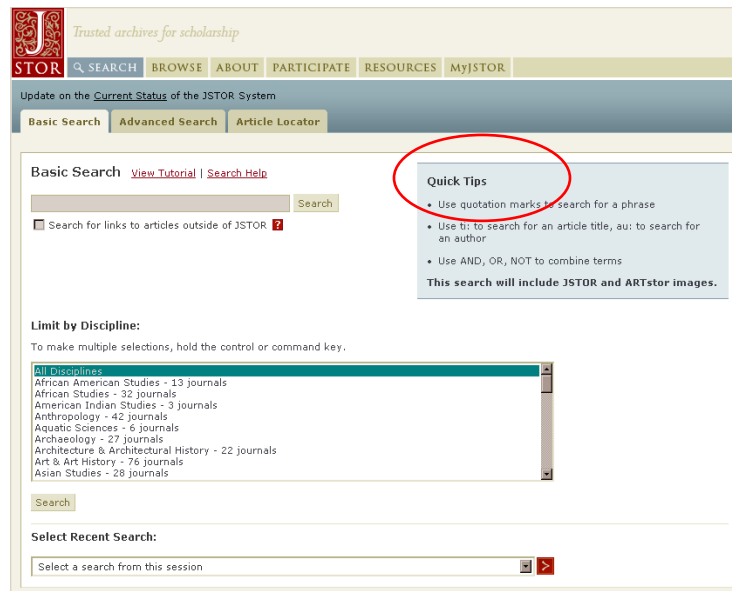 Trusted archives for scholarship
JSTOR SEARCH BROWSE ABOUT PARTICIPATE RESOURCES MyJSTOR
Update on the Current Status of the JSTOR System
Basic Search Advanced Search Article Locator
Basic Search View Tutorial | Search Help
Search
Search for links to articles outside of JSTOR ?
Quick Tips
• Use quotation marks to search for a phrase
• Use ti: to search for an article title, au: to search for
an author
• Use AND, OR, NOT to combine terms
This search will include JSTOR and ARTstor images.
Limit by Discipline:
To make multiple selections, hold the control or command key.
All Disciplines
African American Studies - 13 journals
African Studies - 32 journals
American Indian Studies - 3 journals
Anthropology - 42 journals
Aquatic Sciences - 6 journals
Archaeology - 27 journals
Architecture & Architectural History - 22 journals
Art & Art History - 76 journals
Asian Studies - 28 journals
Search
Select Recent Search:
Select a search from this session >